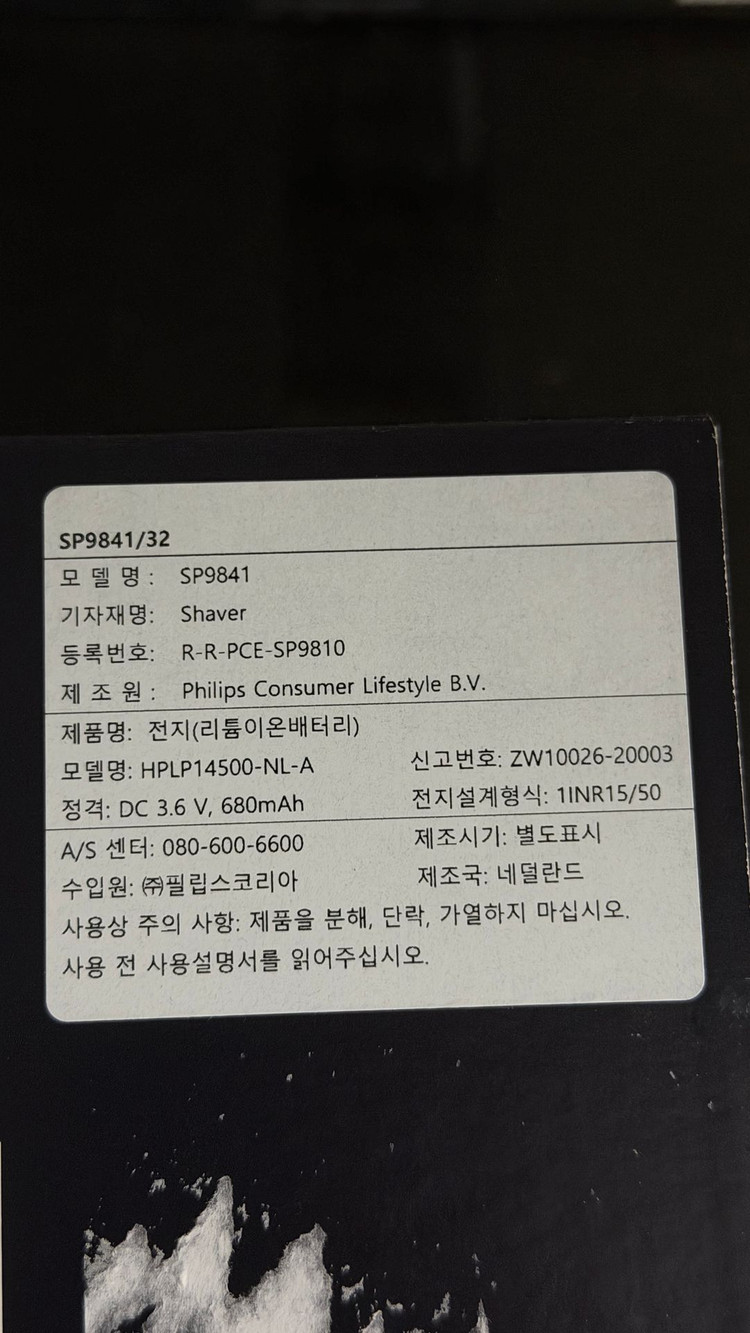 SP9841/32
모 델 명 : SP9841
기자재명: Shaver
등록번호: R-R-PCE-SP9810
제 조 원 : Philips Consumer Lifestyle B.V.
제품명: 전지(리튬이온배터리)
모델명: HPLP14500-NL-A 신고번호: ZW10026-20003
정격: DC 3.6 V, 680mAh 전지설계형식: 1INR15/50
A/S 센터: 080-600-6600 제조시기: 별도표시
수입원: ㈜필립스코리아 제조국: 네덜란드
사용상 주의 사항: 제품을 분해, 단락, 가열하지 마십시오.
사용 전 사용설명서를 읽어주십시오.